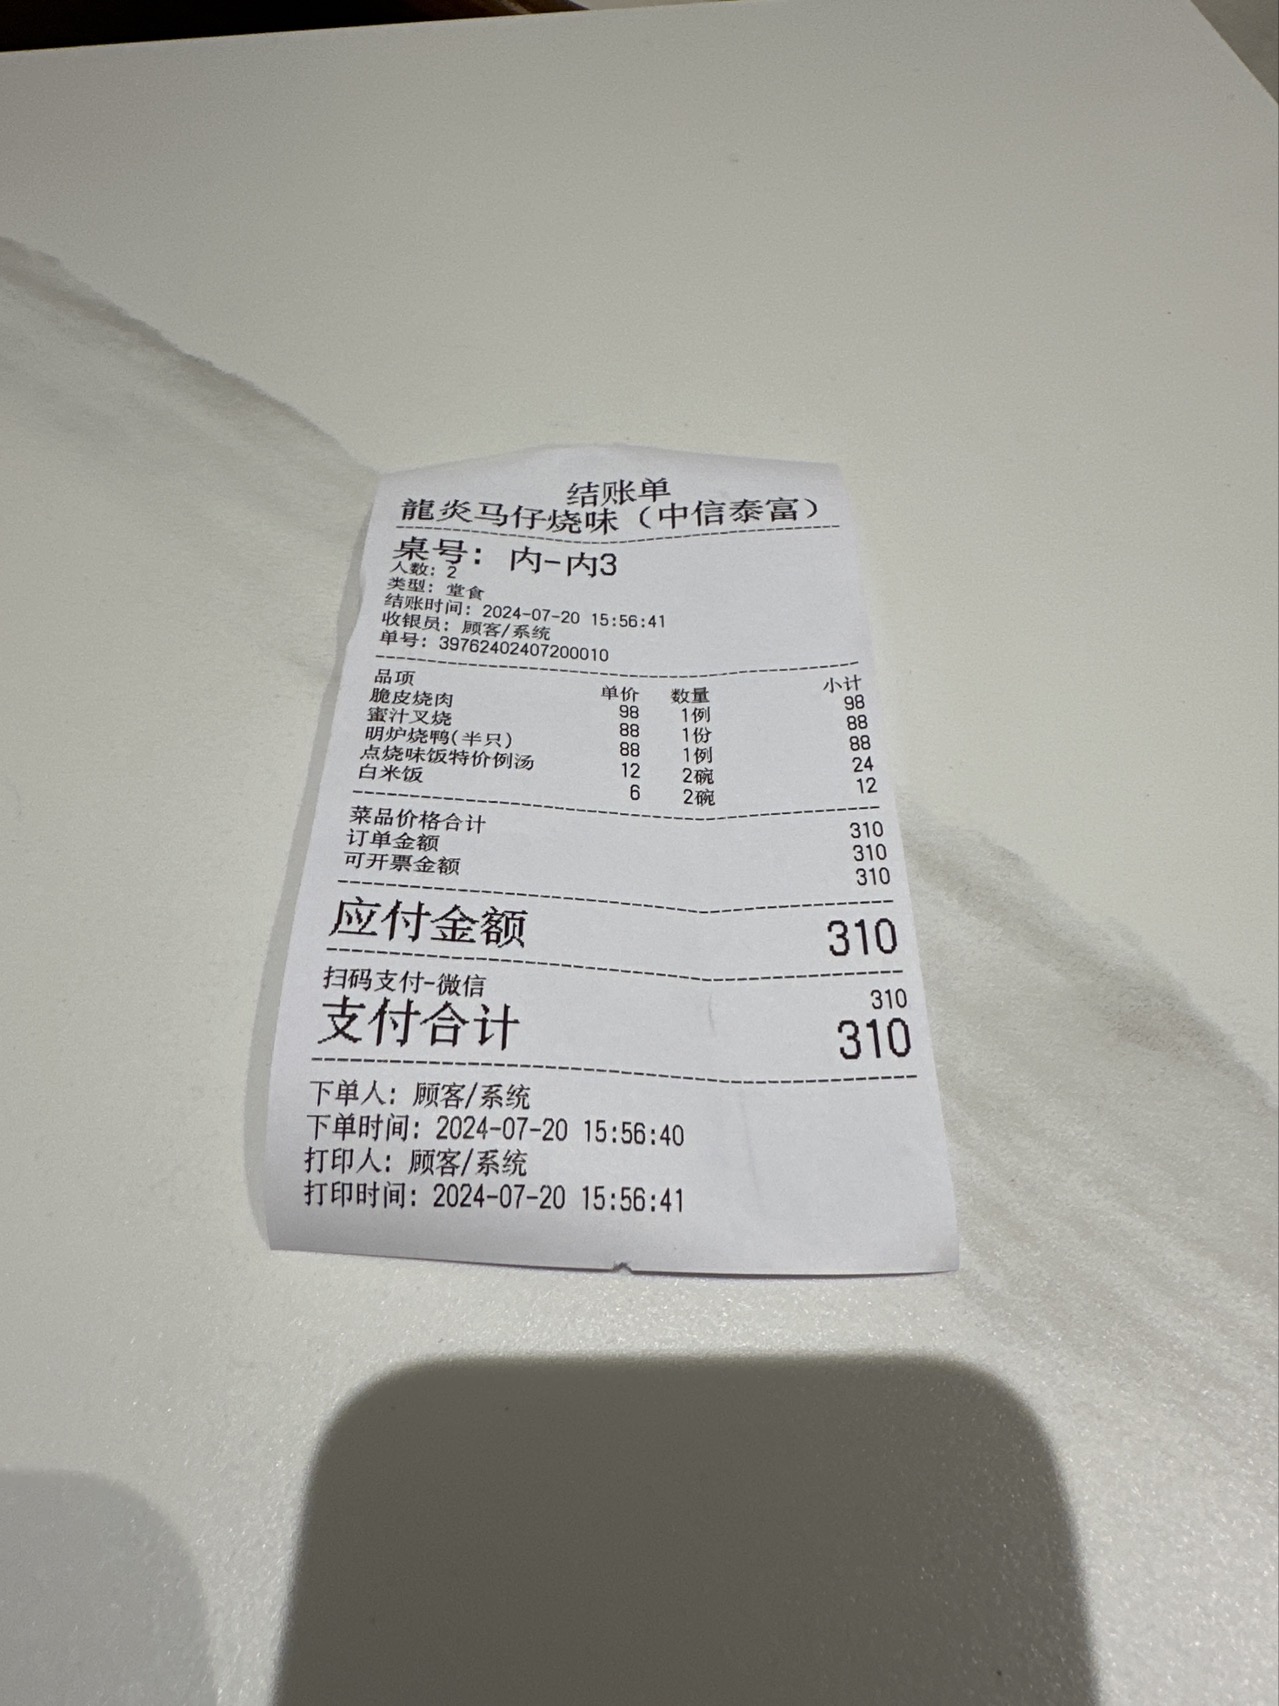 结账单
龍炎马仔烧味（中信泰富）
桌号：内-内3
人数：2
类型：堂食
结账时间：2024-07-20 15:56:41
收银员：顾客/系统
单号：39762402407200010
品项 单价 数量 小计
脆皮烧肉 98 1例 98
蜜汁叉烧 88 1份 88
明炉烧鸭(半只) 88 1例 88
点烧味饭特价例汤 12 2碗 24
白米饭 6 2碗 12
菜品价格合计 310
订单金额 310
可开票金额 310
应付金额 310
扫码支付-微信 310
支付合计 310
下单人：顾客/系统
下单时间：2024-07-20 15:56:40
打印人：顾客/系统
打印时间：2024-07-20 15:56:41